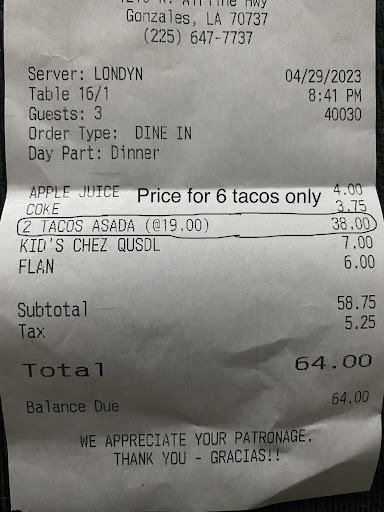 Gonzales, LA 70737
(225) 647-7737
Server: LONDYN 04/29/2023
Table 16/1 8:41 PM
Guests: 3 40030
Order Type: DINE IN
Day Part: Dinner
APPLE JUICE 4.00
Price for 6 tacos only
COKE 3.75
2 TACOS ASADA (@19.00) 38.00
KID'S CHEZ QUSDL 7.00
FLAN 6.00
Subtotal 58.75
Tax 5.25
Total 64.00
Balance Due 64.00
WE APPRECIATE YOUR PATRONAGE.
THANK YOU - GRACIAS!!